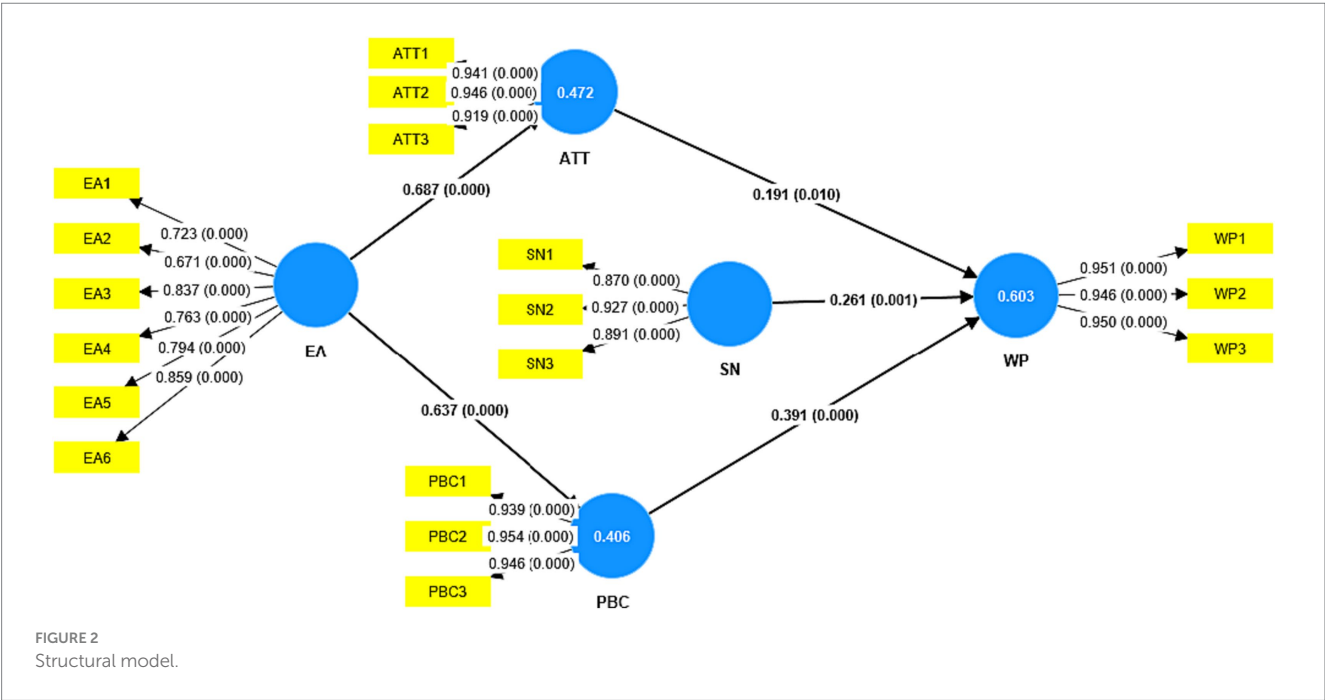 ATT1
ATT2
ATT3
0.941 (0.000)
0.946 (0.000)
0.919 (0.000)
0.472
ATT
EA1
EA2
EA3
EA4
EA5
EA6
0.723 (0.000)
0.671 (0.000)
0.837 (0.000)
0.763 (0.000)
0.794 (0.000)
0.859 (0.000)
EA
0.687 (0.000)
0.637 (0.000)
SN1
SN2
SN3
0.870 (0.000)
0.927 (0.000)
0.891 (0.000)
SN
0.191 (0.010)
0.261 (0.001)
0.391 (0.000)
0.603
WP
0.951 (0.000)
0.946 (0.000)
0.950 (0.000)
WP1
WP2
WP3
PBC1
PBC2
PBC3
0.939 (0.000)
0.954 (0.000)
0.946 (0.000)
0.406
PBC
FIGURE 2
Structural model.